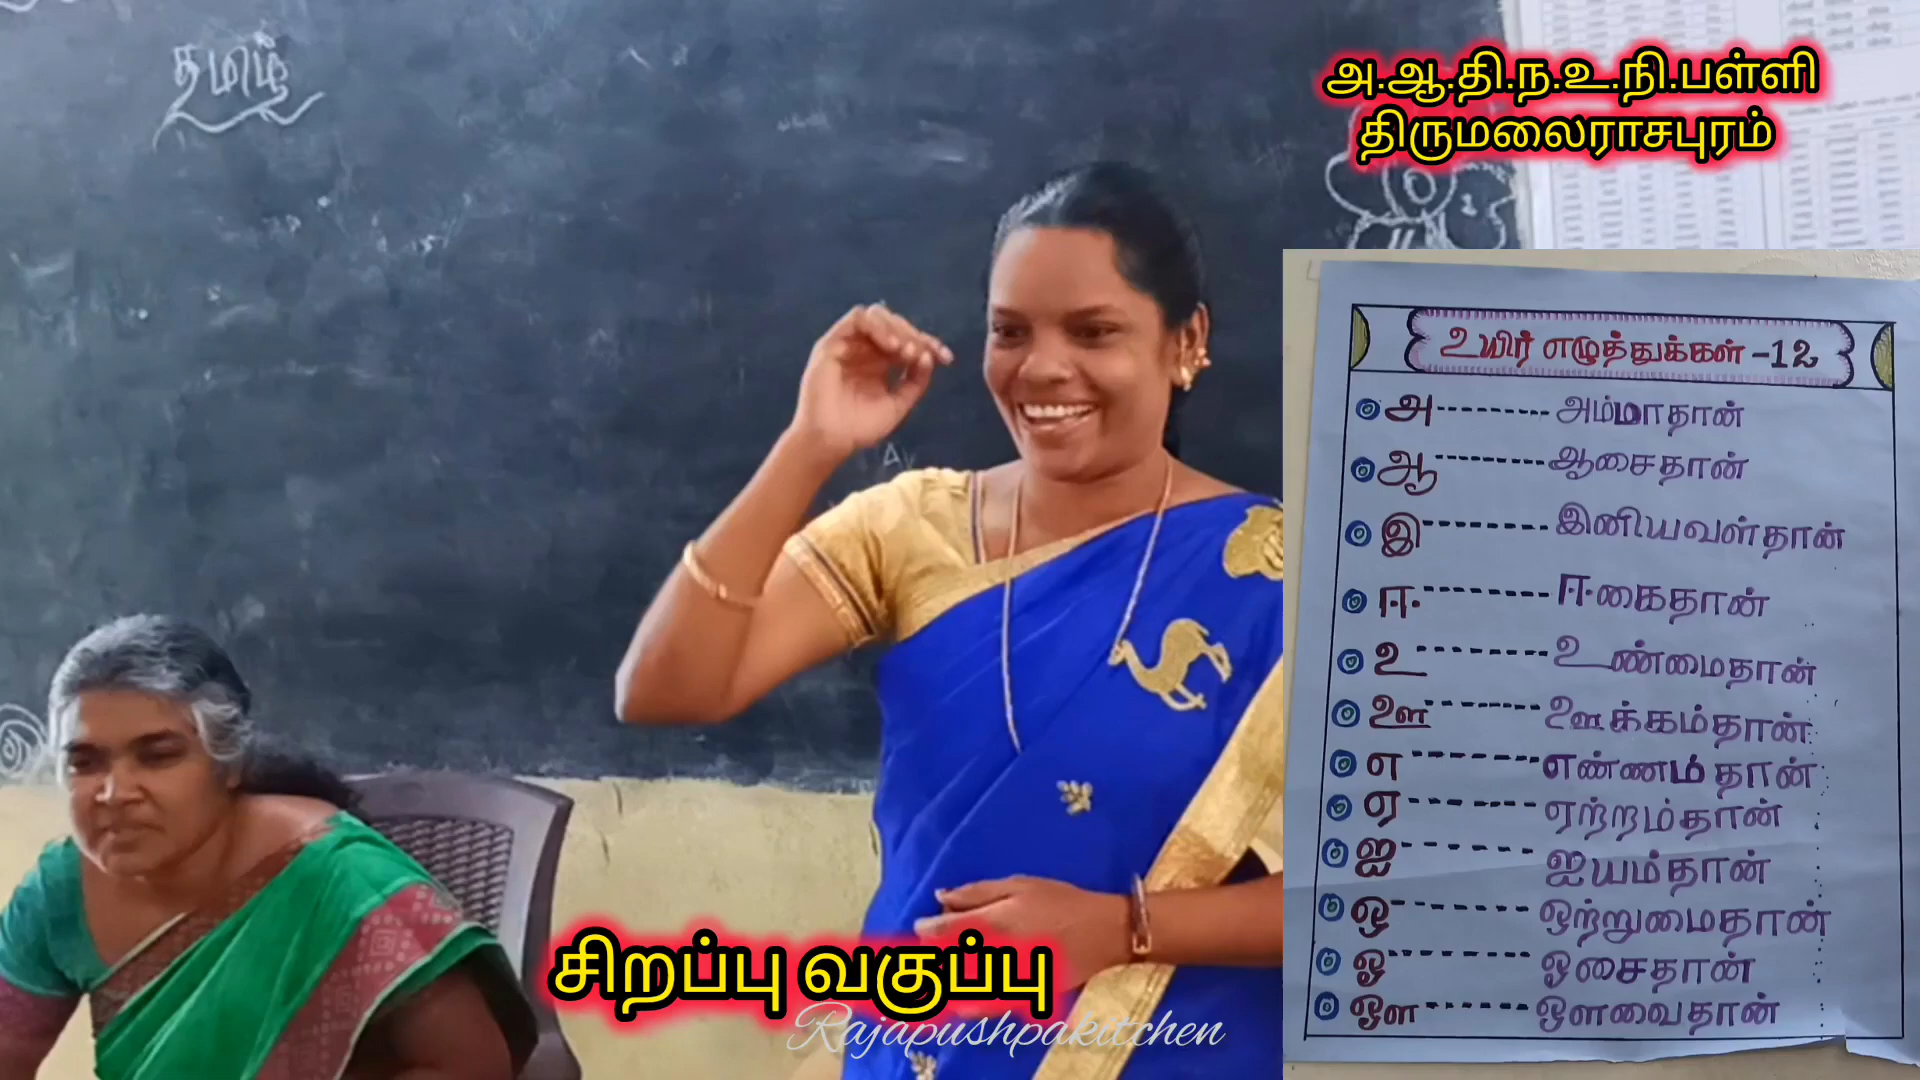 தமிழ்
அ.ஆ.தி.ந.உ.நி.பள்ளி
திருமலைராசபுரம்
உயிர் எழுத்துக்கள் -12
அ--------- அம்மாதான்
ஆ--------- ஆசைதான்
இ--------- இனியவள்தான்
ஈ--------- ஈகைதான்
உ--------- உண்மைதான்
ஊ--------- ஊக்கம்தான்
எ--------- எண்ணம் தான்
ஏ--------- ஏற்றம்தான்
ஐ--------- ஐயம்தான்
ஒ--------- ஒற்றுமைதான்
ஓ--------- ஓசைதான்
ஔ--------- ஔவைதான்
சிறப்பு வகுப்பு
Rajapushpakitchen